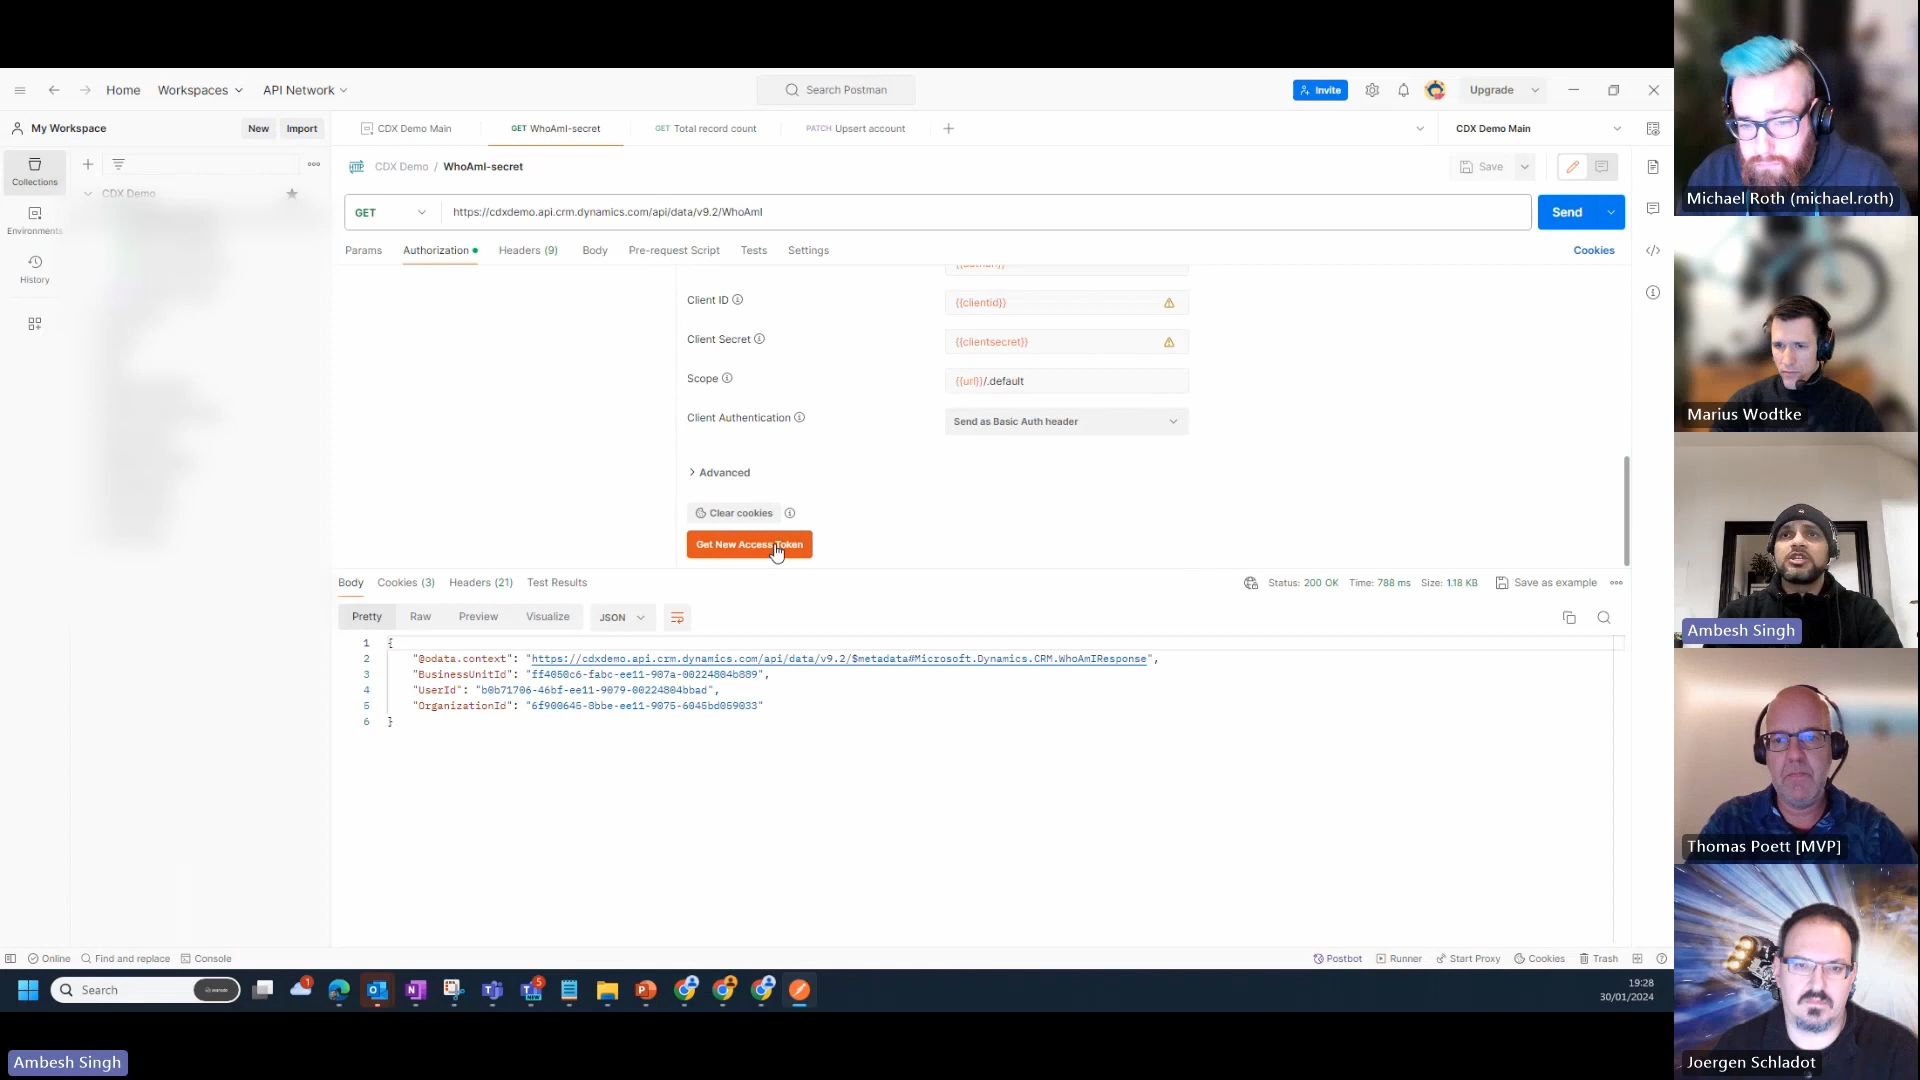 Home
Workspaces
API Network
Search Postman
Invite
Upgrade
My Workspace
New
Import
CDX Demo Main
GET WhoAmI-secret
GET Total record count
PATCH Upsert account
CDX Demo Main
Collections
Environments
History
CDX Demo
HTTP
CDX Demo / WhoAmI-secret
Save
GET
https://cdxdemo.api.crm.dynamics.com/api/data/v9.2/WhoAmI
Send
Params
Authorization
Headers (9)
Body
Pre-request Script
Tests
Settings
Cookies
Client ID
{{clientid}}
Client Secret
{{clientsecret}}
Scope
{{url}}/.default
Client Authentication
Send as Basic Auth header
Advanced
Clear cookies
Get New Access Token
Body
Cookies (3)
Headers (21)
Test Results
Status: 200 OK
Time: 788 ms
Size: 1.18 KB
Save as example
Pretty
Raw
Preview
Visualize
JSON
1 {
2 "@odata.context": "https://cdxdemo.api.crm.dynamics.com/api/data/v9.2/$metadata#Microsoft.Dynamics.CRM.WhoAmIResponse",
3 "BusinessUnitId": "ff4050c6-fabc-ee11-907a-00224804b889",
4 "UserId": "b0b71706-46bf-ee11-9079-00224804bbad",
5 "OrganizationId": "6f900645-8bbe-ee11-9075-6045bd059033"
6 }
Online
Find and replace
Console
Postbot
Runner
Start Proxy
Cookies
Trash
Search
19:28
30/01/2024
Ambesh Singh
Michael Roth (michael.roth)
Marius Wodtke
Ambesh Singh
Thomas Poett [MVP]
Joergen Schladot